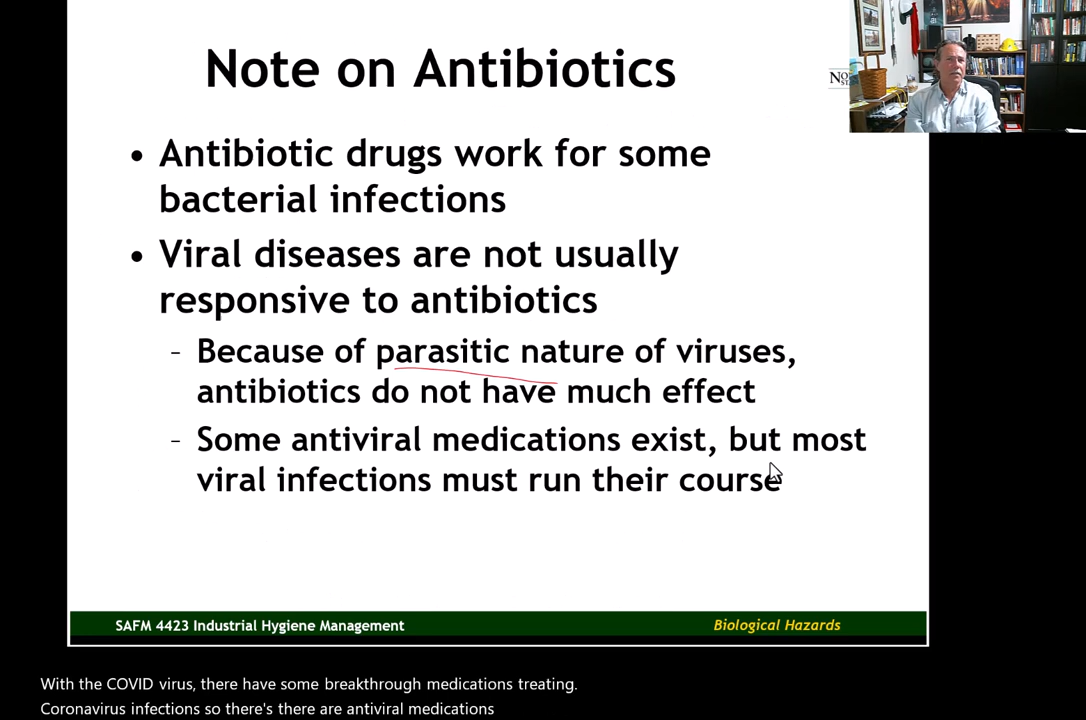 Note on Antibiotics
• Antibiotic drugs work for some
bacterial infections
• Viral diseases are not usually
responsive to antibiotics
– Because of parasitic nature of viruses,
antibiotics do not have much effect
– Some antiviral medications exist, but most
viral infections must run their course
SAFM 4423 Industrial Hygiene Management
Biological Hazards
With the COVID virus, there have some breakthrough medications treating.
Coronavirus infections so there's there are antiviral medications